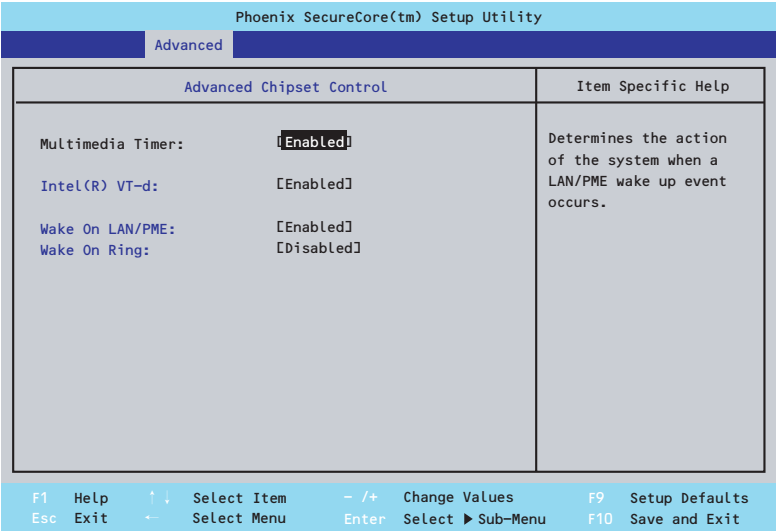 Phoenix SecureCore(tm) Setup Utility
Advanced
Advanced Chipset Control
Item Specific Help
Multimedia Timer: [Enabled]
Intel(R) VT-d: [Enabled]
Wake On LAN/PME: [Enabled]
Wake On Ring: [Disabled]
Determines the action
of the system when a
LAN/PME wake up event
occurs.
F1 Help ↑↓ Select Item - /+ Change Values F9 Setup Defaults
Esc Exit ← Select Menu Enter Select ▶ Sub-Menu F10 Save and Exit